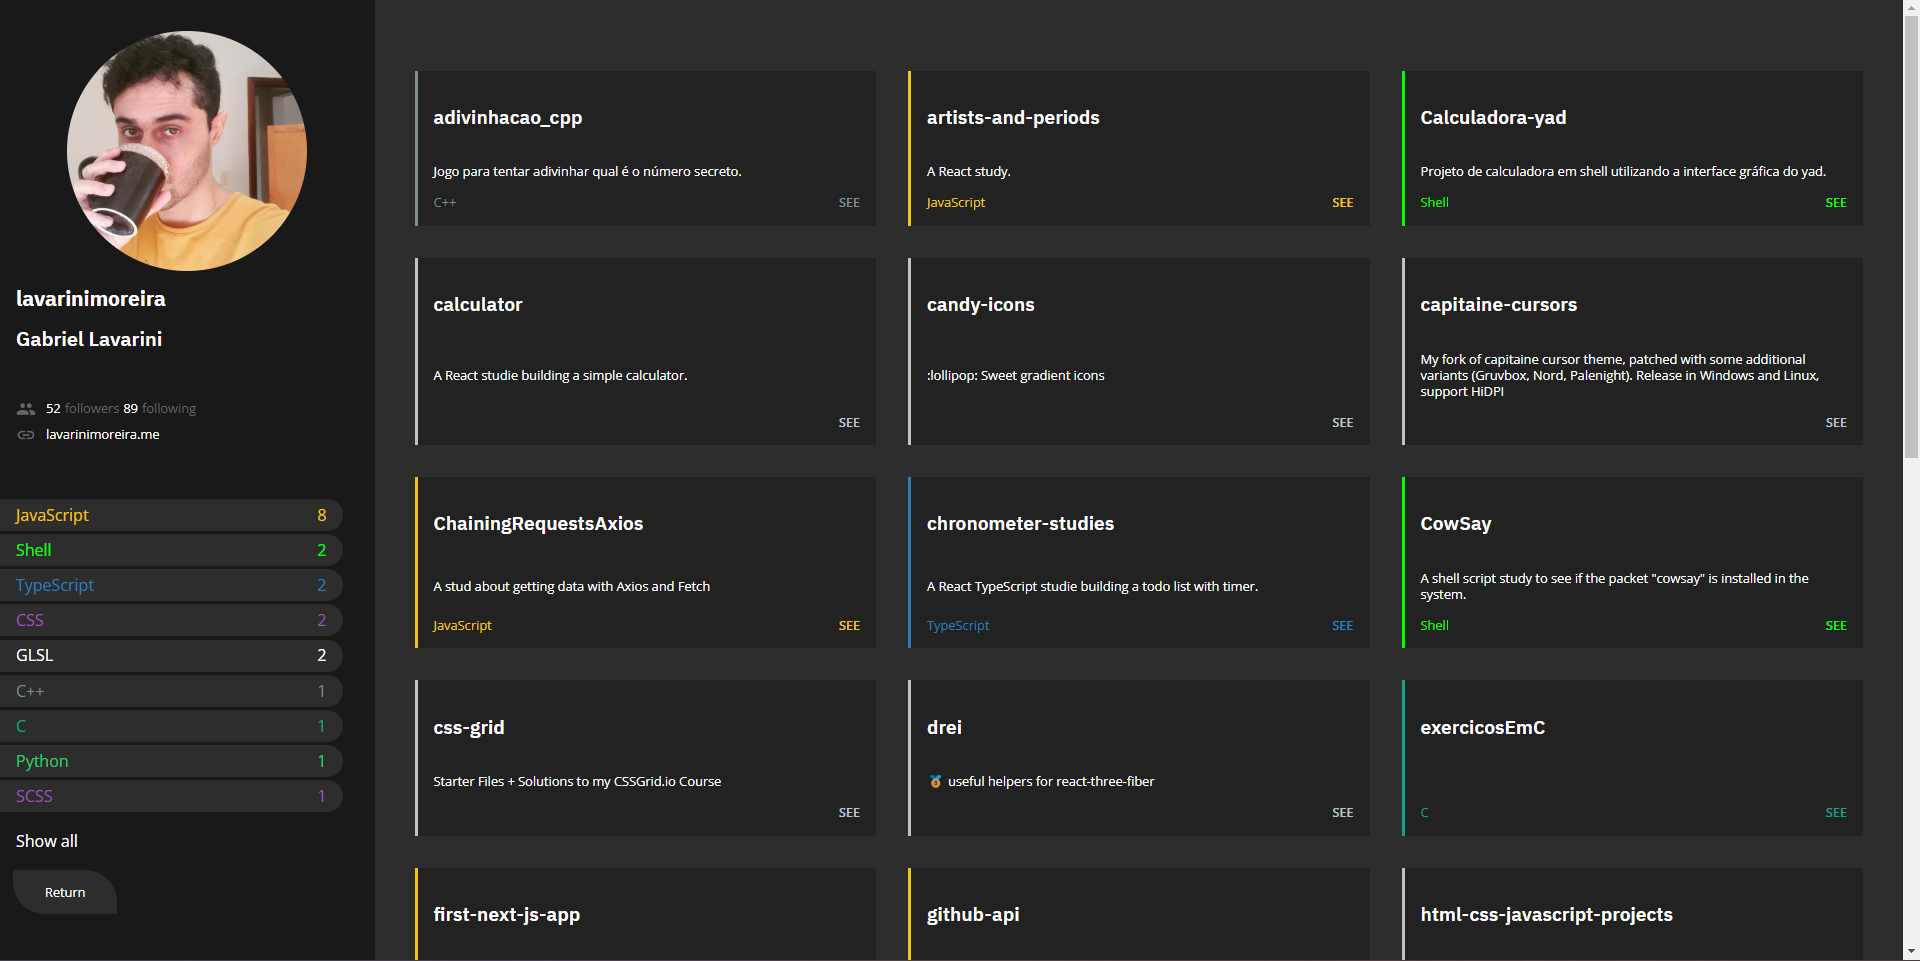 lavarinimoreira
Gabriel Lavarini
52 followers 89 following
lavarinimoreira.me
JavaScript 8
Shell 2
TypeScript 2
CSS 2
GLSL 2
C++ 1
C 1
Python 1
SCSS 1
Show all
Return
adivinhacao_cpp
Jogo para tentar adivinhar qual é o número secreto.
C++ SEE
artists-and-periods
A React study.
JavaScript SEE
Calculadora-yad
Projeto de calculadora em shell utilizando a interface gráfica do yad.
Shell SEE
calculator
A React studie building a simple calculator.
SEE
candy-icons
:lollipop: Sweet gradient icons
SEE
capitaine-cursors
My fork of capitaine cursor theme, patched with some additional
variants (Gruvbox, Nord, Palenight). Release in Windows and Linux,
support HiDPI
SEE
ChainingRequestsAxios
A stud about getting data with Axios and Fetch
JavaScript SEE
chronometer-studies
A React TypeScript studie building a todo list with timer.
TypeScript SEE
CowSay
A shell script study to see if the packet "cowsay" is installed in the
system.
Shell SEE
css-grid
Starter Files + Solutions to my CSSGrid.io Course
SEE
drei
🥉 useful helpers for react-three-fiber
SEE
exercicosEmC
C SEE
first-next-js-app
github-api
html-css-javascript-projects